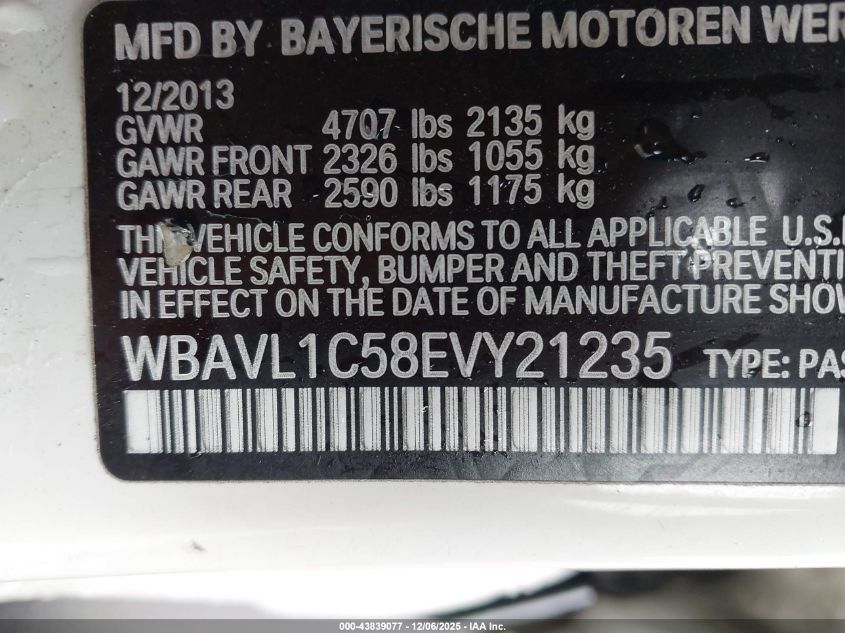 MFD BY BAYERISCHE MOTOREN WER
12/2013
GVWR 4707 lbs 2135 kg
GAWR FRONT 2326 lbs 1055 kg
GAWR REAR 2590 lbs 1175 kg
THI VEHICLE CONFORMS TO ALL APPLICABLE U.S.
VEHICLE SAFETY, BUMPER AND THEFT PREVENTI
IN EFFECT ON THE DATE OF MANUFACTURE SHOW
WBAVL1C58EVY21235 TYPE: PAS
000-43839077 - 12/06/2025 - IAA Inc.